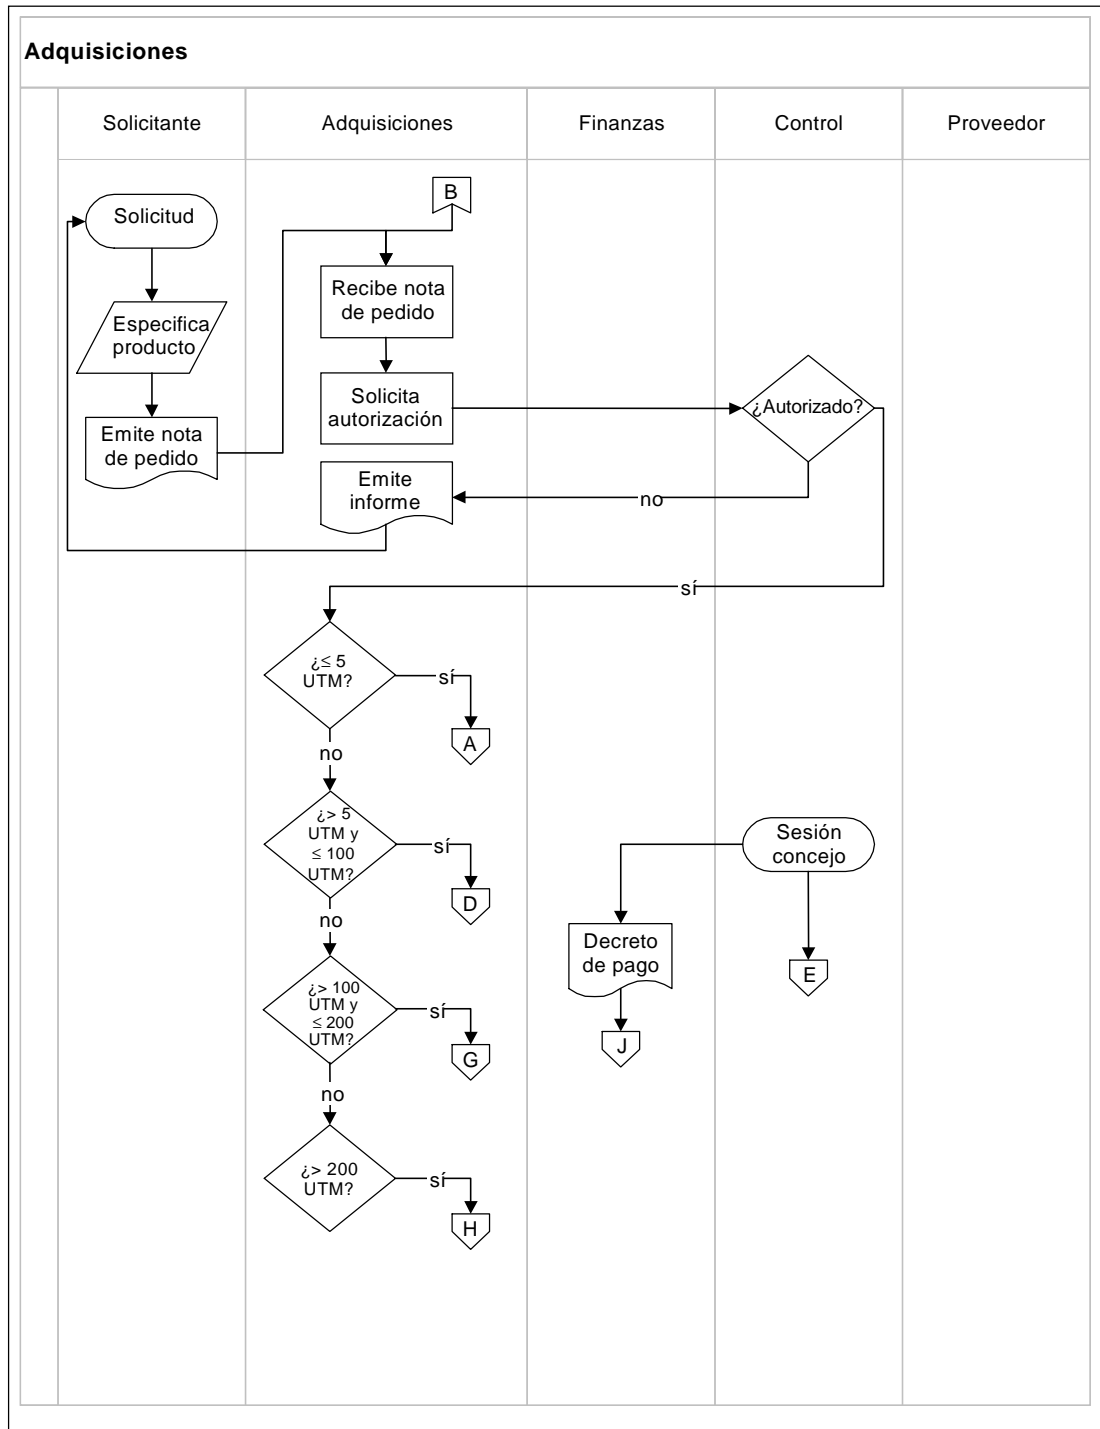 Adquisiciones
Solicitante
Adquisiciones
Finanzas
Control
Proveedor
B
Solicitud
Recibe nota
de pedido
Especifica
producto
Solicita
autorización
¿Autorizado?
Emite nota
de pedido
Emite
informe
no
sí
¿≤ 5
UTM?
sí
A
no
¿> 5
UTM y
≤ 100
UTM?
sí
D
Sesión
concejo
no
Decreto
de pago
E
¿> 100
UTM y
≤ 200
UTM?
sí
G
J
no
¿> 200
UTM?
sí
H